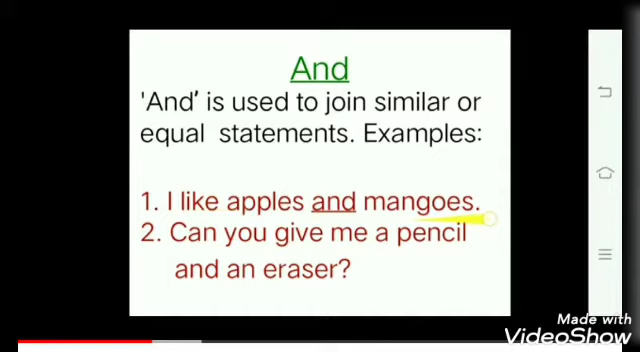 And
'And' is used to join similar or
equal statements. Examples:
1. I like apples and mangoes.
2. Can you give me a pencil
and an eraser?
Made with
VideoShow